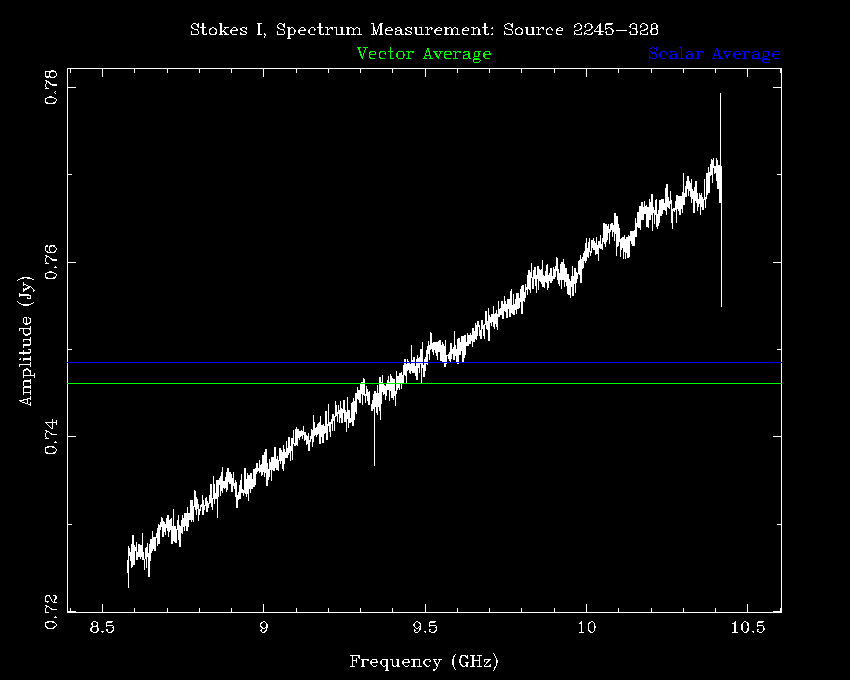 Stokes I, Spectrum Measurement: Source 2245-328
Vector Average
Scalar Average
0.78
0.76
0.74
0.72
Amplitude (Jy)
8.5
9
9.5
10
10.5
Frequency (GHz)